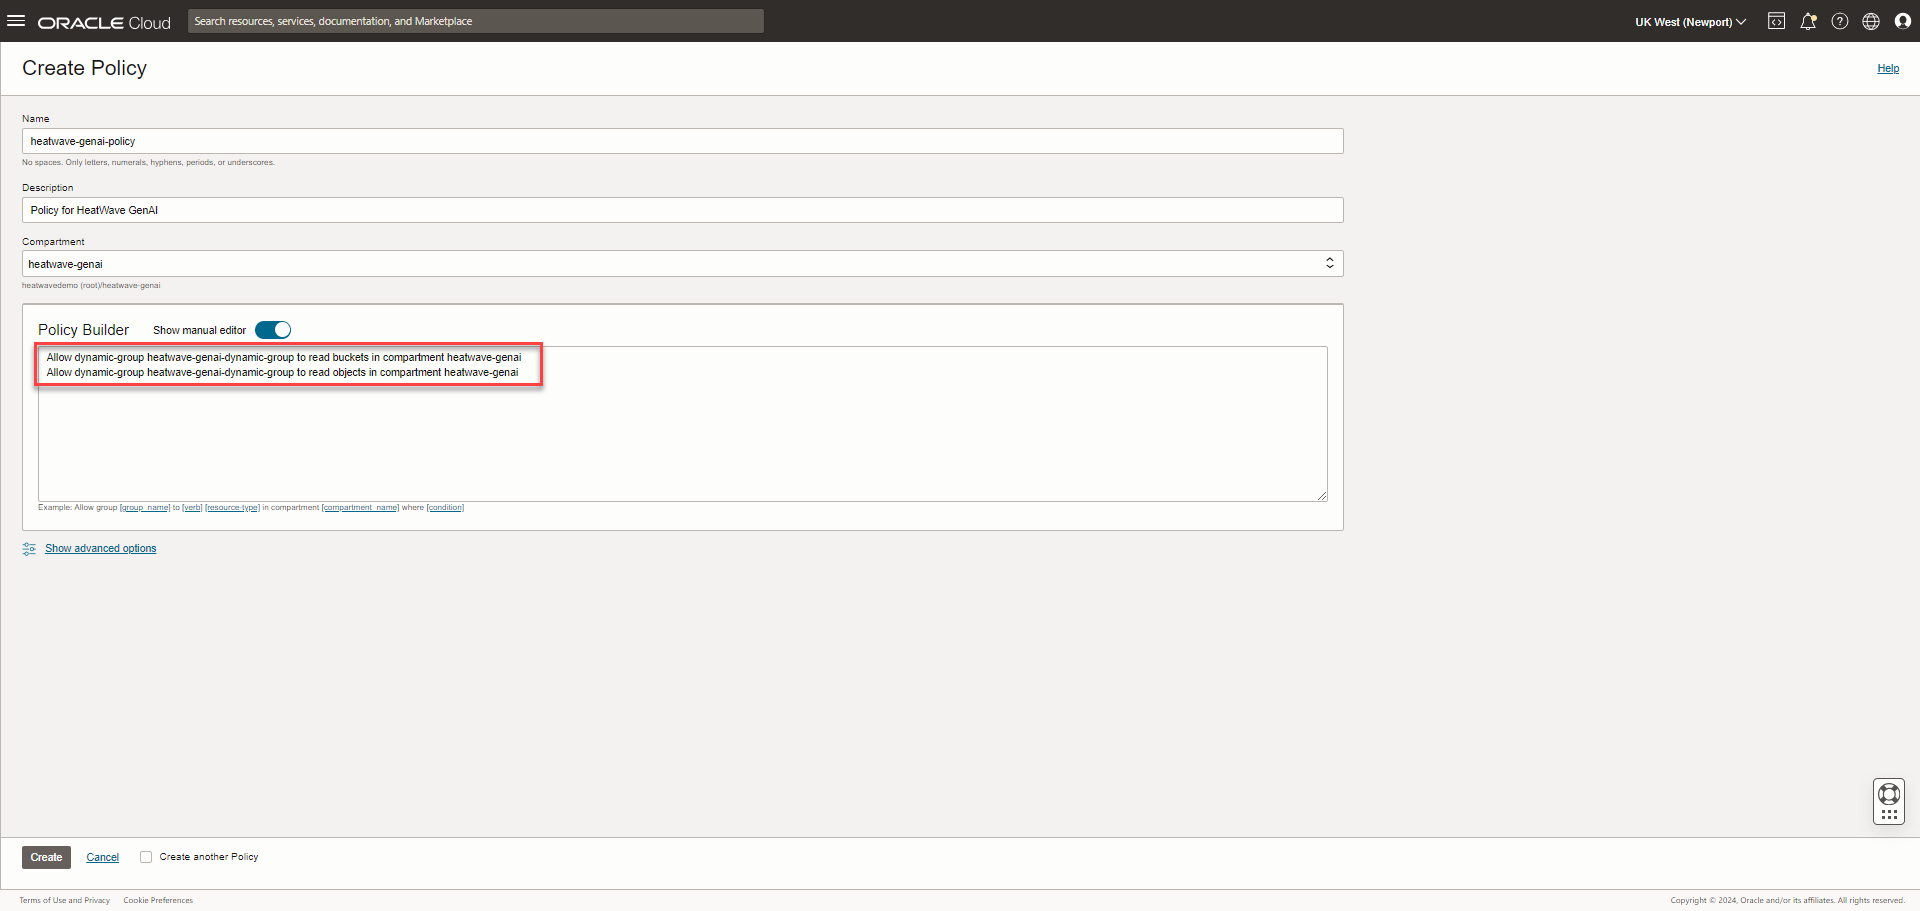 ORACLE Cloud
Search resources, services, documentation, and Marketplace
UK West (Newport)
Create Policy
Help
Name
heatwave-genai-policy
No spaces. Only letters, numerals, hyphens, periods, or underscores.
Description
Policy for HeatWave GenAI
Compartment
heatwave-genai
heatwavedemo (root)/heatwave-genai
Policy Builder
Show manual editor
Allow dynamic-group heatwave-genai-dynamic-group to read buckets in compartment heatwave-genai
Allow dynamic-group heatwave-genai-dynamic-group to read objects in compartment heatwave-genai
Example: Allow group [group_name] to [verb] [resource-type] in compartment [compartment_name] where [condition]
Show advanced options
Create
Cancel
Create another Policy
Terms of Use and Privacy
Cookie Preferences
Copyright © 2024, Oracle and/or its affiliates. All rights reserved.